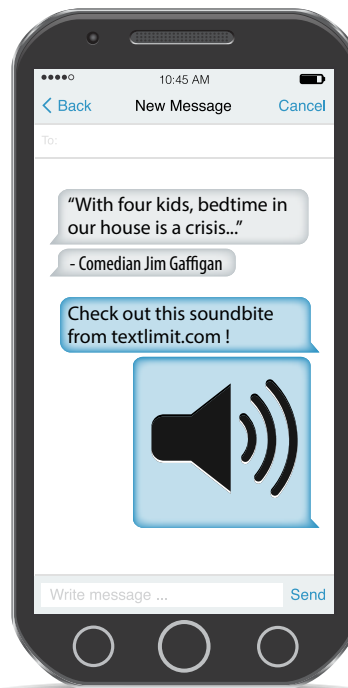 10:45 AM
Back New Message Cancel
To:
“With four kids, bedtime in
our house is a crisis...”
- Comedian Jim Gaffigan
Check out this soundbite
from textlimit.com !
Write message ... Send